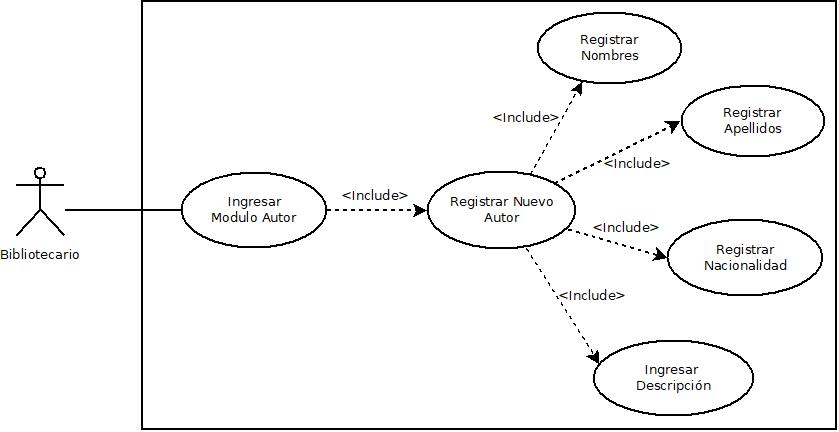 Registrar
Nombres
<Include>
Registrar
Apellidos
<Include>
Ingresar
Modulo Autor
<Include>
Registrar Nuevo
Autor
<Include>
Registrar
Nacionalidad
Bibliotecario
<Include>
Ingresar
Descripción